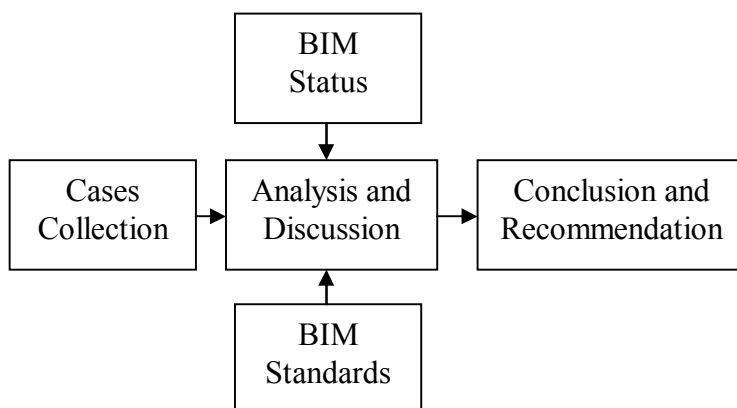 BIM
Status
Cases
Collection
Analysis and
Discussion
Conclusion and
Recommendation
BIM
Standards